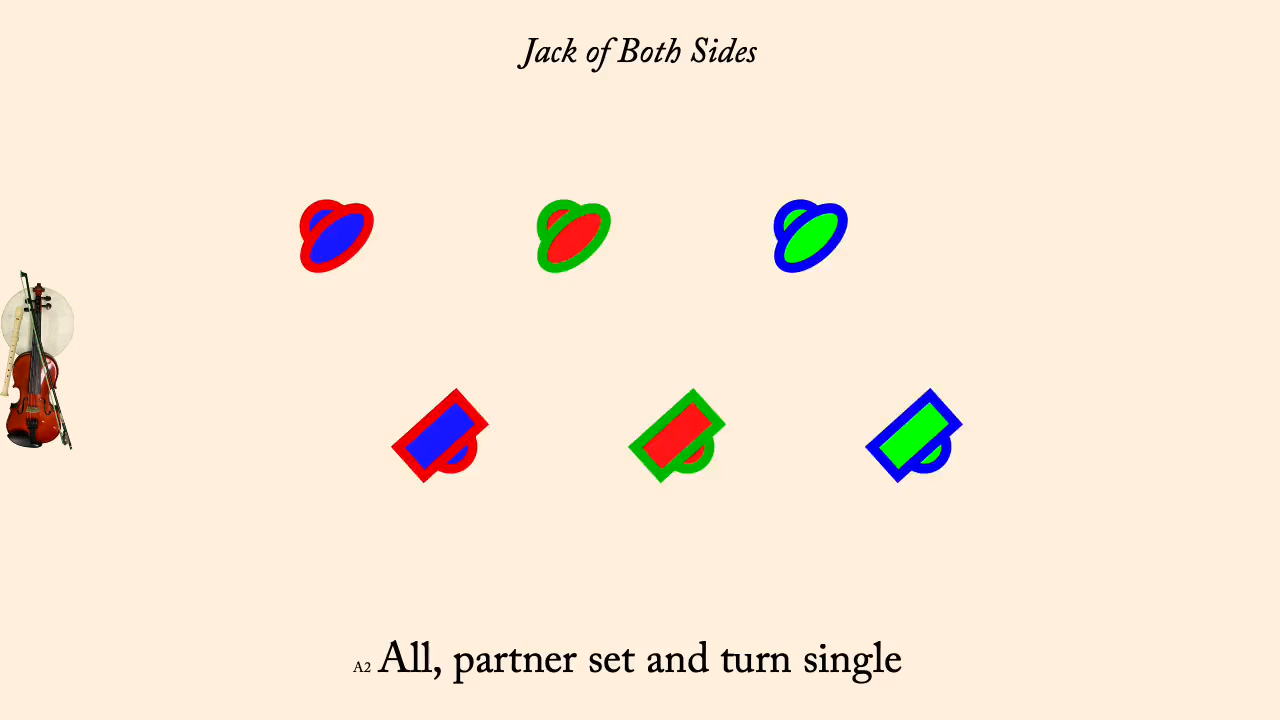 Jack of Both Sides
A2 All, partner set and turn single